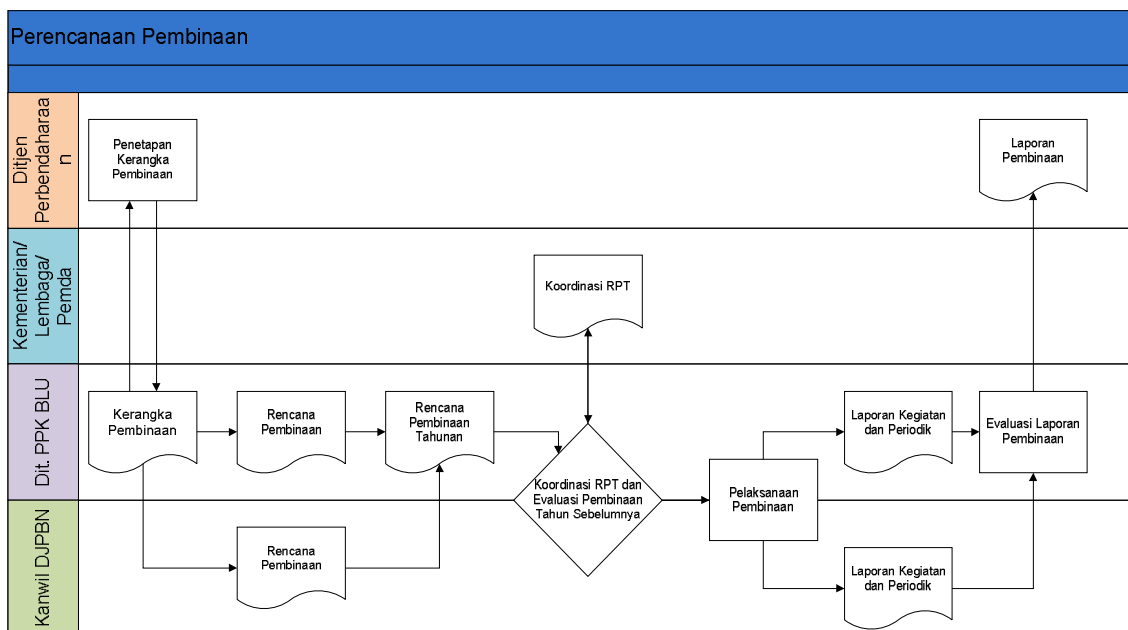 Perencanaan Pembinaan
Ditjen
Perbendaharaa
n
Penetapan
Kerangka
Pembinaan
Laporan
Pembinaan
Kementerian/
Lembaga/
Pemda
Koordinasi RPT
Dit. PPK BLU
Kerangka
Pembinaan
Rencana
Pembinaan
Rencana
Pembinaan
Tahunan
Koordinasi RPT dan
Evaluasi Pembinaan
Tahun Sebelumnya
Pelaksanaan
Pembinaan
Laporan Kegiatan
dan Periodik
Evaluasi Laporan
Pembinaan
Kanwil DJPBN
Rencana
Pembinaan
Laporan Kegiatan
dan Periodik